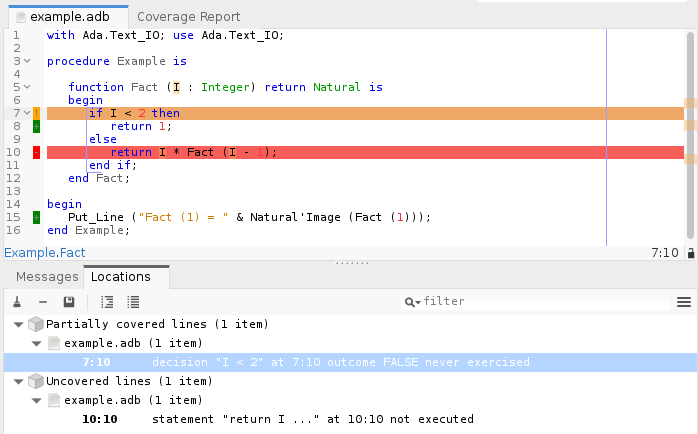 example.adb Coverage Report
1 with Ada.Text_IO; use Ada.Text_IO;
2
3 procedure Example is
4
5 function Fact (I : Integer) return Natural is
6 begin
7 ! if I < 2 then
8 + return 1;
9 else
10 - return I * Fact (I - 1);
11 end if;
12 end Fact;
13
14 begin
15 + Put_Line ("Fact (1) = " & Natural'Image (Fact (1)));
16 end Example;
Example.Fact 7:10
Messages Locations
filter
Partially covered lines (1 item)
example.adb (1 item)
7:10 decision "I < 2" at 7:10 outcome FALSE never exercised
Uncovered lines (1 item)
example.adb (1 item)
10:10 statement "return I ..." at 10:10 not executed